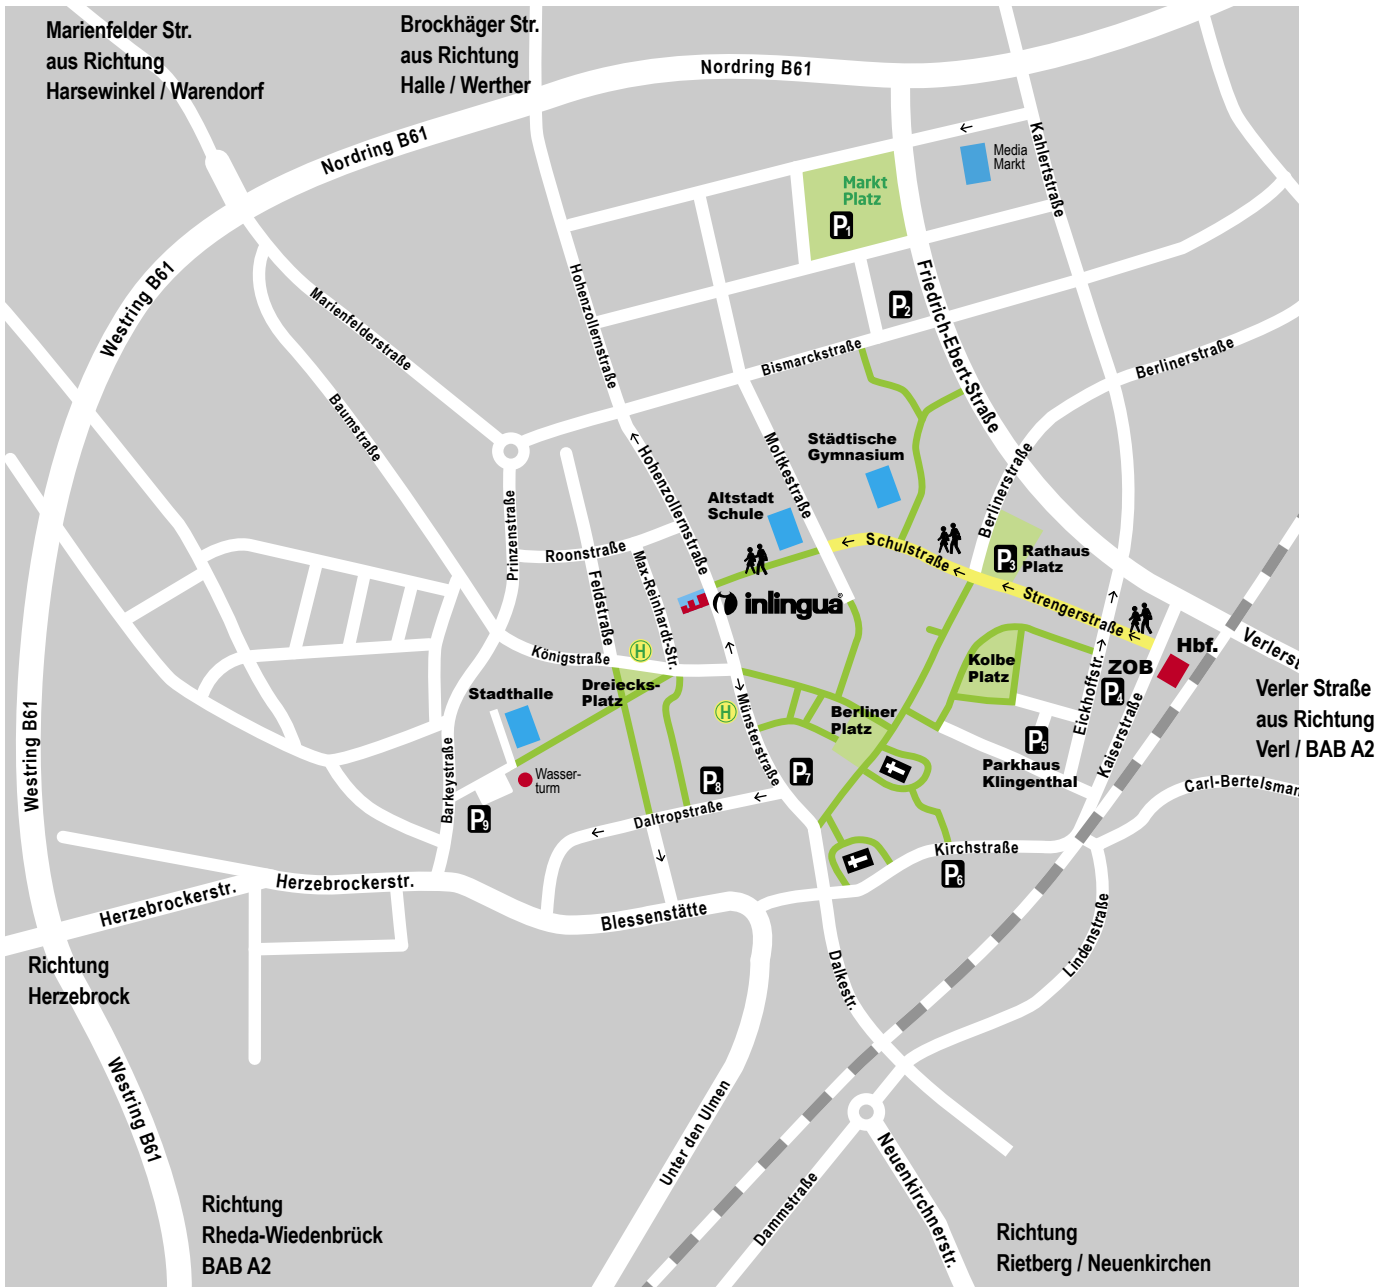 Marienfelder Str.
aus Richtung
Harsewinkel / Warendorf
Brockhäger Str.
aus Richtung
Halle / Werther
Nordring B61
Nordring B61
Westring B61
Kahlertstraße
Media
Markt
Markt
Platz
P1
P2
Friedrich-Ebert-Straße
Hohenzollernstraße
Marienfelderstraße
Bismarckstraße
Berlinerstraße
Baumstraße
Hohenzollernstraße
Moltkestraße
Städtische
Gymnasium
Berlinerstraße
Altstadt
Schule
Prinzenstraße
Roonstraße
Schulstraße
P3
Rathaus
Platz
Feldstraße
Max-Reinhardt-Str.
inlingua®
Strengerstraße
Verlerst
Hbf.
ZOB
P4
Königstraße
H
Kolbe
Platz
Eickhoffstr.
Kaiserstraße
Verler Straße
aus Richtung
Verl / BAB A2
Stadthalle
Dreiecks-
Platz
H
Münsterstraße
Berliner
Platz
P5
Parkhaus
Klingenthal
Carl-Bertelsman
Westring B61
Barkeystraße
Wasser-
turm
P8
P7
P9
Daltropstraße
Kirchstraße
P6
Herzebrockerstr.
Herzebrockerstr.
Blessenstätte
Lindenstraße
Dalkestr.
Richtung
Herzebrock
Westring B61
Unter den Ulmen
Dammstraße
Neuenkirchnerstr.
Richtung
Rheda-Wiedenbrück
BAB A2
Richtung
Rietberg / Neuenkirchen